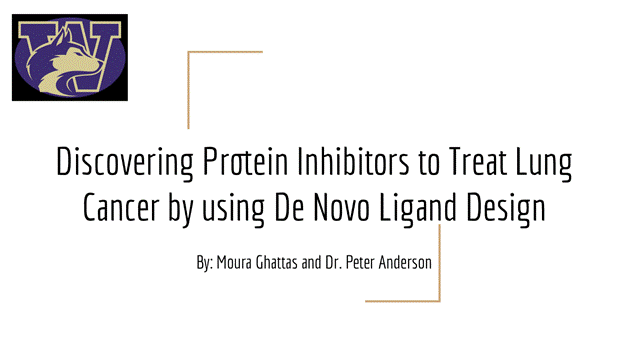 W
Discovering Protein Inhibitors to Treat Lung
Cancer by using De Novo Ligand Design
By: Moura Ghattas and Dr. Peter Anderson